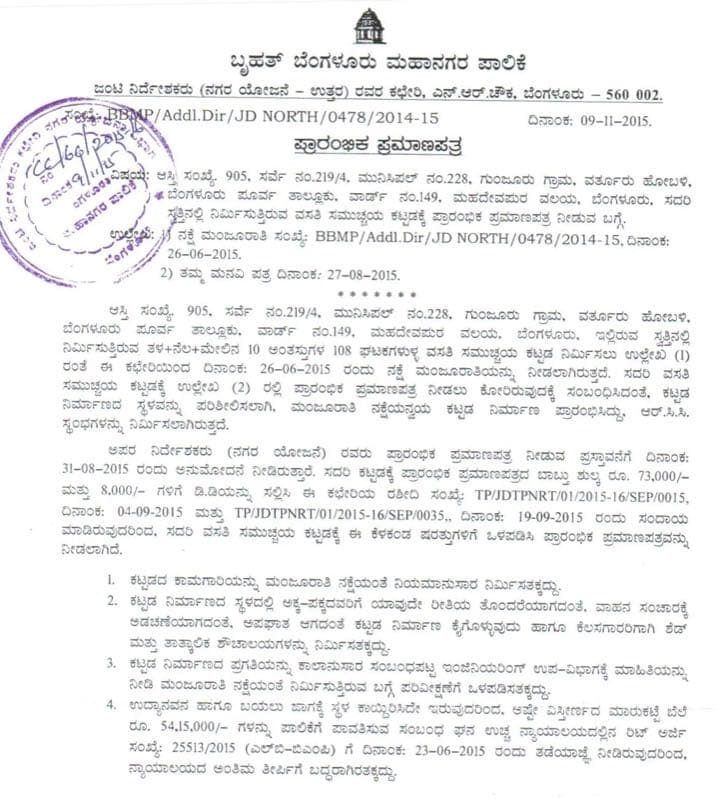 ಬೃಹತ್ ಬೆಂಗಳೂರು ಮಹಾನಗರ ಪಾಲಿಕೆ
ಜಂಟಿ ನಿರ್ದೇಶಕರು (ನಗರ ಯೋಜನೆ – ಉತ್ತರ) ರವರ ಕಛೇರಿ, ಎನ್.ಆರ್.ಚೌಕ, ಬೆಂಗಳೂರು – 560 002.
ಸಂಖ್ಯೆ: BBMP/Addl.Dir/JD NORTH/0478/2014-15 ದಿನಾಂಕ: 09-11-2015.
ಪ್ರಾರಂಭಿಕ ಪ್ರಮಾಣಪತ್ರ
ವಿಷಯ: ಆಸ್ತಿ ಸಂಖ್ಯೆ. 905, ಸರ್ವೆ ನಂ.219/4, ಮುನಿಸಿಪಲ್ ನಂ.228, ಗುಂಜೂರು ಗ್ರಾಮ, ವರ್ತೂರು ಹೋಬಳಿ,
ಬೆಂಗಳೂರು ಪೂರ್ವ ತಾಲ್ಲೂಕು, ವಾರ್ಡ್ ನಂ.149, ಮಹದೇವಪುರ ವಲಯ, ಬೆಂಗಳೂರು, ಸದರಿ
ಸ್ವತ್ತಿನಲ್ಲಿ ನಿರ್ಮಿಸುತ್ತಿರುವ ವಸತಿ ಸಮುಚ್ಚಯ ಕಟ್ಟಡಕ್ಕೆ ಪ್ರಾರಂಭಿಕ ಪ್ರಮಾಣಪತ್ರ ನೀಡುವ ಬಗ್ಗೆ.
ಉಲ್ಲೇಖ: 1) ನಕ್ಷೆ ಮಂಜೂರಾತಿ ಸಂಖ್ಯೆ: BBMP/Addl.Dir/JD NORTH/0478/2014-15, ದಿನಾಂಕ:
26-06-2015.
2) ತಮ್ಮ ಮನವಿ ಪತ್ರ ದಿನಾಂಕ: 27-08-2015.
*******
ಆಸ್ತಿ ಸಂಖ್ಯೆ. 905, ಸರ್ವೆ ನಂ.219/4, ಮುನಿಸಿಪಲ್ ನಂ.228, ಗುಂಜೂರು ಗ್ರಾಮ, ವರ್ತೂರು ಹೋಬಳಿ,
ಬೆಂಗಳೂರು ಪೂರ್ವ ತಾಲ್ಲೂಕು, ವಾರ್ಡ್ ನಂ.149, ಮಹದೇವಪುರ ವಲಯ, ಬೆಂಗಳೂರು, ಇಲ್ಲಿರುವ ಸ್ವತ್ತಿನಲ್ಲಿ
ನಿರ್ಮಿಸುತ್ತಿರುವ ತಳ+ನೆಲ+ಮೇಲಿನ 10 ಅಂತಸ್ತುಗಳ 108 ಘಟಕಗಳುಳ್ಳ ವಸತಿ ಸಮುಚ್ಚಯ ಕಟ್ಟಡ ನಿರ್ಮಿಸಲು ಉಲ್ಲೇಖ (1)
ರಂತೆ ಈ ಕಛೇರಿಯಿಂದ ದಿನಾಂಕ: 26-06-2015 ರಂದು ನಕ್ಷೆ ಮಂಜೂರಾತಿಯನ್ನು ನೀಡಲಾಗಿರುತ್ತದೆ. ಸದರಿ ವಸತಿ
ಸಮುಚ್ಚಯ ಕಟ್ಟಡಕ್ಕೆ ಉಲ್ಲೇಖ (2) ರಲ್ಲಿ ಪ್ರಾರಂಭಿಕ ಪ್ರಮಾಣಪತ್ರ ನೀಡಲು ಕೋರಿರುವುದಕ್ಕೆ ಸಂಬಂಧಿಸಿದಂತೆ, ಕಟ್ಟಡ
ನಿರ್ಮಾಣದ ಸ್ಥಳವನ್ನು ಪರಿಶೀಲಿಸಲಾಗಿ, ಮಂಜೂರಾತಿ ನಕ್ಷೆಯನ್ವಯ ಕಟ್ಟಡ ನಿರ್ಮಾಣ ಪ್ರಾರಂಭಿಸಿದ್ದು, ಆರ್.ಸಿ.ಸಿ.
ಸ್ಥಂಭಗಳನ್ನು ನಿರ್ಮಿಸಲಾಗಿರುತ್ತದೆ.
ಅಪರ ನಿರ್ದೇಶಕರು (ನಗರ ಯೋಜನೆ) ರವರು ಪ್ರಾರಂಭಿಕ ಪ್ರಮಾಣಪತ್ರ ನೀಡುವ ಪ್ರಸ್ತಾವನೆಗೆ ದಿನಾಂಕ:
31-08-2015 ರಂದು ಅನುಮೋದನೆ ನೀಡಿರುತ್ತಾರೆ. ಸದರಿ ಕಟ್ಟಡಕ್ಕೆ ಪ್ರಾರಂಭಿಕ ಪ್ರಮಾಣಪತ್ರದ ಬಾಬ್ತು ಶುಲ್ಕ ರೂ. 73,000/-
ಮತ್ತು 8,000/- ಗಳಿಗೆ ಡಿ.ಡಿಯನ್ನು ಸಲ್ಲಿಸಿ ಈ ಕಛೇರಿಯ ರಶೀದಿ ಸಂಖ್ಯೆ: TP/JDTPNRT/01/2015-16/SEP/0015,
ದಿನಾಂಕ: 04-09-2015 ಮತ್ತು TP/JDTPNRT/01/2015-16/SEP/0035,, ದಿನಾಂಕ: 19-09-2015 ರಂದು ಸಂದಾಯ
ಮಾಡಿರುವುದರಿಂದ, ಸದರಿ ವಸತಿ ಸಮುಚ್ಚಯ ಕಟ್ಟಡಕ್ಕೆ ಈ ಕೆಳಕಂಡ ಷರತ್ತುಗಳಿಗೆ ಒಳಪಡಿಸಿ ಪ್ರಾರಂಭಿಕ ಪ್ರಮಾಣಪತ್ರವನ್ನು
ನೀಡಲಾಗಿದೆ.
1. ಕಟ್ಟಡದ ಕಾಮಗಾರಿಯನ್ನು ಮಂಜೂರಾತಿ ನಕ್ಷೆಯಂತೆ ನಿಯಮಾನುಸಾರ ನಿರ್ಮಿಸತಕ್ಕದ್ದು.
2. ಕಟ್ಟಡ ನಿರ್ಮಾಣದ ಸ್ಥಳದಲ್ಲಿ ಅಕ್ಕ-ಪಕ್ಕದವರಿಗೆ ಯಾವುದೇ ರೀತಿಯ ತೊಂದರೆಯಾಗದಂತೆ, ವಾಹನ ಸಂಚಾರಕ್ಕೆ
ಅಡಚಣೆಯಾಗದಂತೆ, ಅಪಘಾತ ಆಗದಂತೆ ಕಟ್ಟಡ ನಿರ್ಮಾಣ ಕೈಗೊಳ್ಳುವುದು ಹಾಗೂ ಕೆಲಸಗಾರರಿಗಾಗಿ ಶೆಡ್
ಮತ್ತು ತಾತ್ಕಾಲಿಕ ಶೌಚಾಲಯಗಳನ್ನು ನಿರ್ಮಿಸತಕ್ಕದ್ದು.
3. ಕಟ್ಟಡ ನಿರ್ಮಾಣದ ಪ್ರಗತಿಯನ್ನು ಕಾಲಾನುಸಾರ ಸಂಬಂಧಪಟ್ಟ ಇಂಜಿನಿಯರಿಂಗ್ ಉಪ-ವಿಭಾಗಕ್ಕೆ ಮಾಹಿತಿಯನ್ನು
ನೀಡಿ ಮಂಜೂರಾತಿ ನಕ್ಷೆಯಂತೆ ನಿರ್ಮಿಸುತ್ತಿರುವ ಬಗ್ಗೆ ಪರಿವೀಕ್ಷಣೆಗೆ ಒಳಪಡಿಸತಕ್ಕದ್ದು.
4. ಉದ್ಯಾನವನ ಹಾಗೂ ಬಯಲು ಜಾಗಕ್ಕೆ ಸ್ಥಳ ಕಾಯ್ದಿರಿಸಿದೇ ಇರುವುದರಿಂದ, ಅಷ್ಟೇ ವಿಸ್ತೀರ್ಣದ ಮಾರುಕಟ್ಟೆ ಬೆಲೆ
ರೂ. 54,15,000/- ಗಳನ್ನು ಪಾಲಿಕೆಗೆ ಪಾವತಿಸುವ ಸಂಬಂಧ ಘನ ಉಚ್ಚ ನ್ಯಾಯಾಲಯದಲ್ಲಿನ ರಿಟ್ ಅರ್ಜಿ
ಸಂಖ್ಯೆ: 25513/2015 (ಎಲ್‌ಬಿ-ಬಿಎಂಪಿ) ಗೆ ದಿನಾಂಕ: 23-06-2015 ರಂದು ತಡೆಯಾಜ್ಞೆ ನೀಡಿರುವುದರಿಂದ,
ನ್ಯಾಯಾಲಯದ ಅಂತಿಮ ತೀರ್ಪಿಗೆ ಬದ್ಧರಾಗಿರತಕ್ಕದ್ದು.